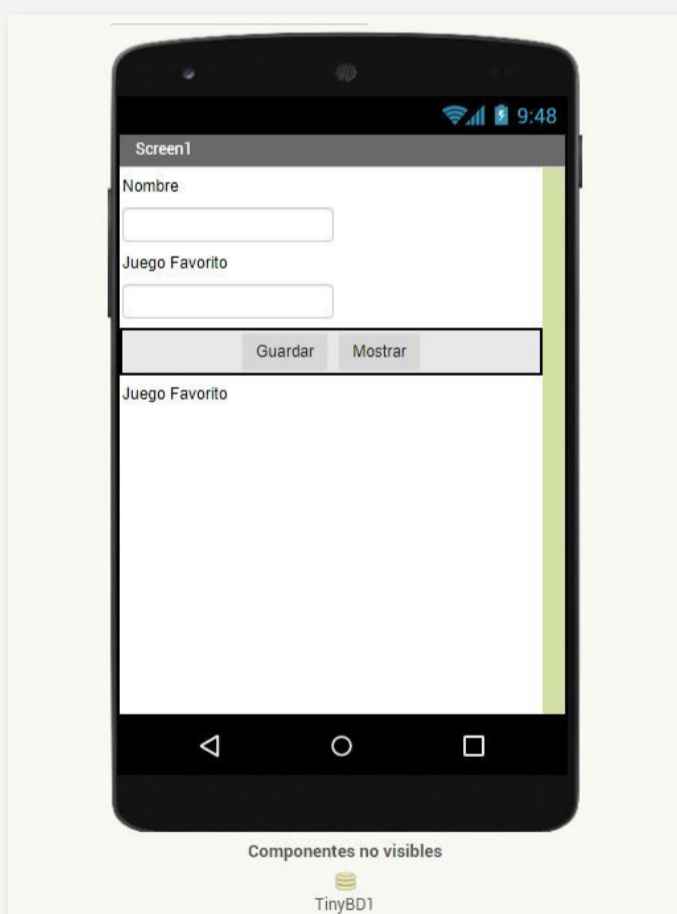 9:48
Screen1
Nombre
Juego Favorito
Guardar Mostrar
Juego Favorito
Componentes no visibles
TinyBD1